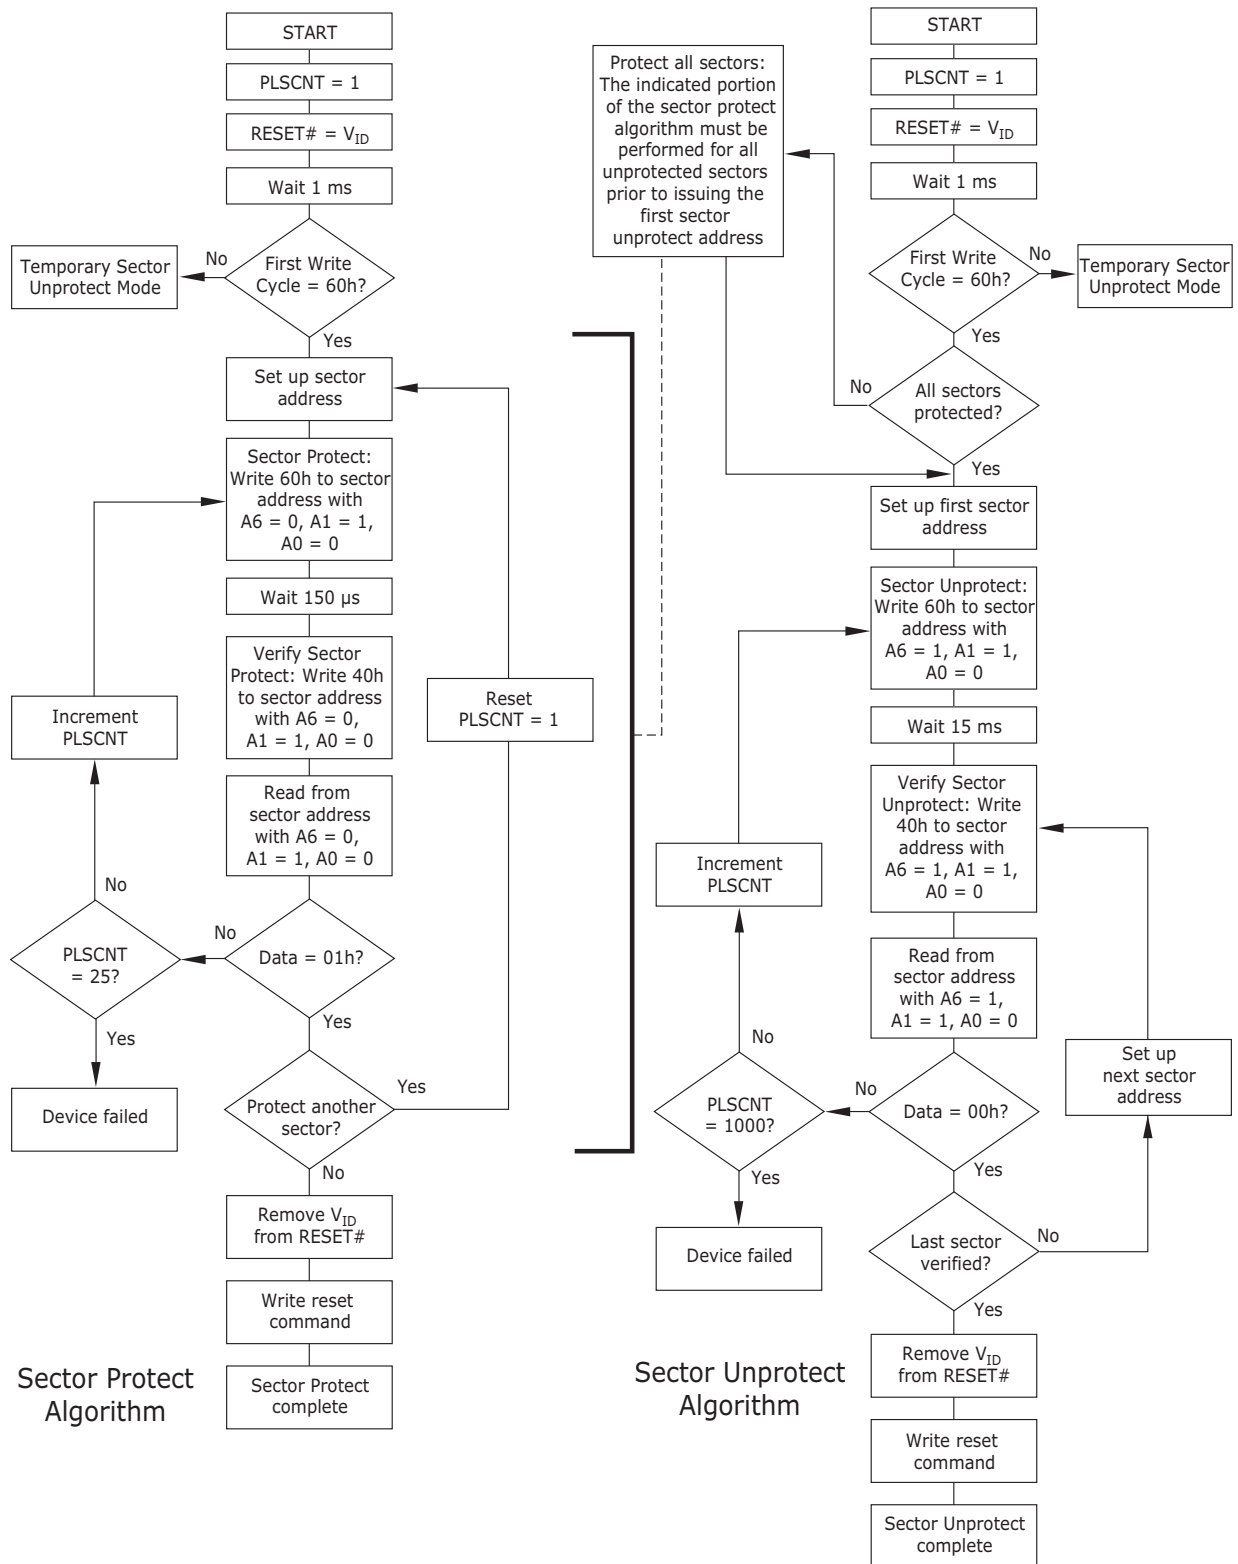 START
PLSCNT = 1
RESET# = VID
Wait 1 ms
First Write
Cycle = 60h?
No
Temporary Sector
Unprotect Mode
Yes
Set up sector
address
Sector Protect:
Write 60h to sector
address with
A6 = 0, A1 = 1,
A0 = 0
Wait 150 µs
Verify Sector
Protect: Write 40h
to sector address
with A6 = 0,
A1 = 1, A0 = 0
Reset
PLSCNT = 1
Increment
PLSCNT
Read from
sector address
with A6 = 0,
A1 = 1, A0 = 0
No
PLSCNT
= 25?
No
Data = 01h?
Yes
Yes
Device failed
Protect another
sector?
Yes
No
Remove VID
from RESET#
Write reset
command
Sector Protect
complete
Sector Protect
Algorithm
Protect all sectors:
The indicated portion
of the sector protect
algorithm must be
performed for all
unprotected sectors
prior to issuing the
first sector
unprotect address
START
PLSCNT = 1
RESET# = VID
Wait 1 ms
First Write
Cycle = 60h?
No
Temporary Sector
Unprotect Mode
Yes
No
All sectors
protected?
Yes
Set up first sector
address
Sector Unprotect:
Write 60h to sector
address with
A6 = 1, A1 = 1,
A0 = 0
Wait 15 ms
Verify Sector
Unprotect: Write
40h to sector
address with
A6 = 1, A1 = 1,
A0 = 0
Increment
PLSCNT
Read from
sector address
with A6 = 1,
A1 = 1, A0 = 0
No
PLSCNT
= 1000?
No
Data = 00h?
Set up
next sector
address
Yes
Yes
Device failed
Last sector
verified?
No
Yes
Remove VID
from RESET#
Write reset
command
Sector Unprotect
complete
Sector Unprotect
Algorithm